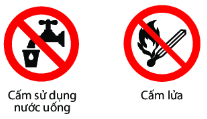 Cấm sử dụng
nước uống
Cấm lửa